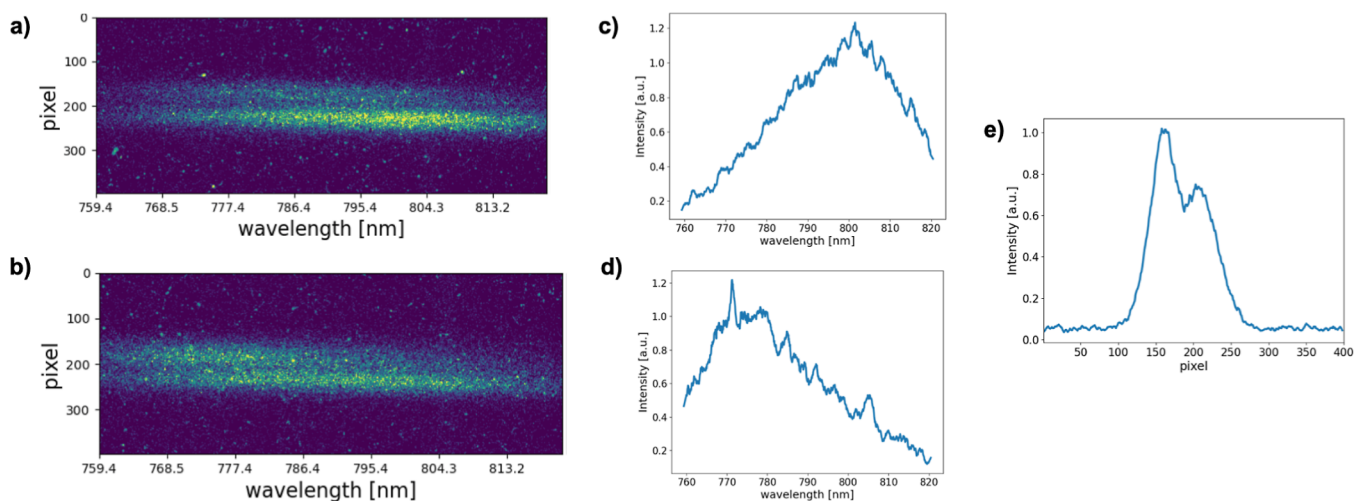 a)
0
100
200
300
pixel
759.4 768.5 777.4 786.4 795.4 804.3 813.2
wavelength [nm]
b)
0
100
200
300
pixel
759.4 768.5 777.4 786.4 795.4 804.3 813.2
wavelength [nm]
c)
1.2
1.0
0.8
0.6
0.4
0.2
Intensity [a.u.]
760 770 780 790 800 810 820
wavelength [nm]
d)
1.2
1.0
0.8
0.6
0.4
0.2
Intensity [a.u.]
760 770 780 790 800 810 820
wavelength [nm]
e)
1.0
0.8
0.6
0.4
0.2
0.0
Intensity [a.u.]
50 100 150 200 250 300 350 400
pixel